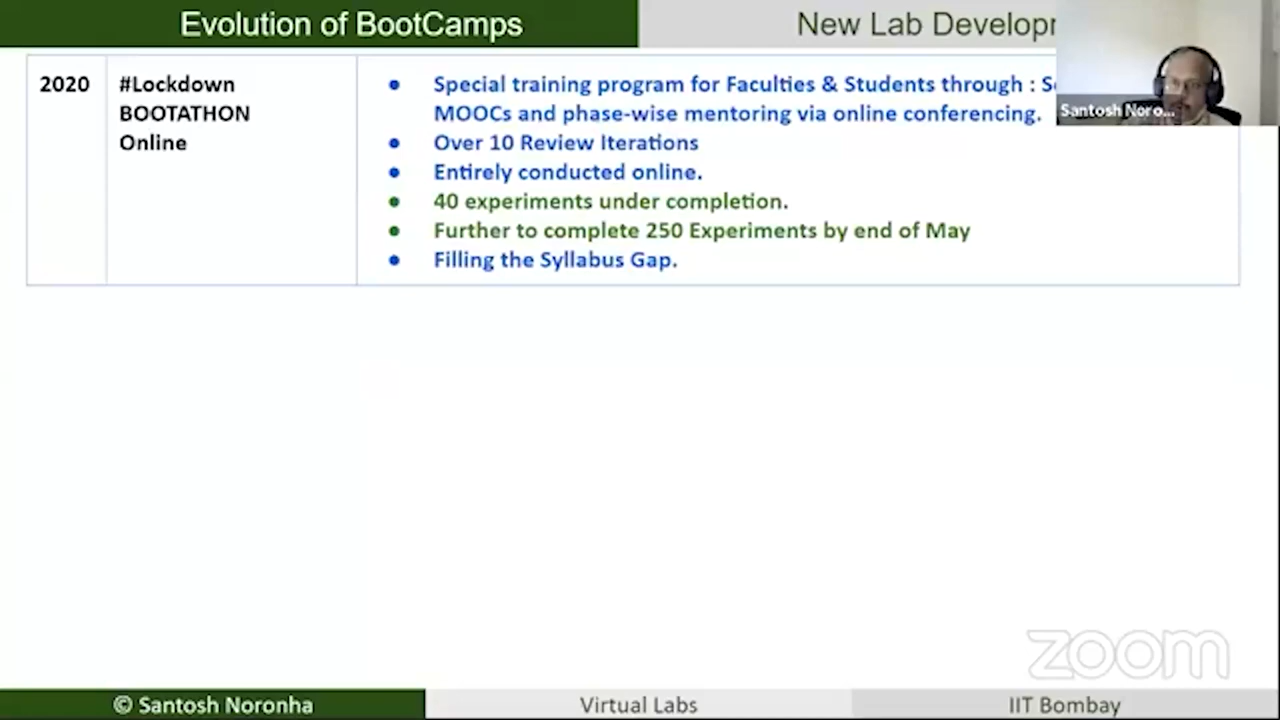 Evolution of BootCamps
New Lab Develop
2020
#Lockdown
BOOTATHON
Online
Special training program for Faculties & Students through :
MOOCs and phase-wise mentoring via online conferencing.
Over 10 Review Iterations
Entirely conducted online.
40 experiments under completion.
Further to complete 250 Experiments by end of May
Filling the Syllabus Gap.
Santosh Noro...
zoom
© Santosh Noronha
Virtual Labs
IIT Bombay